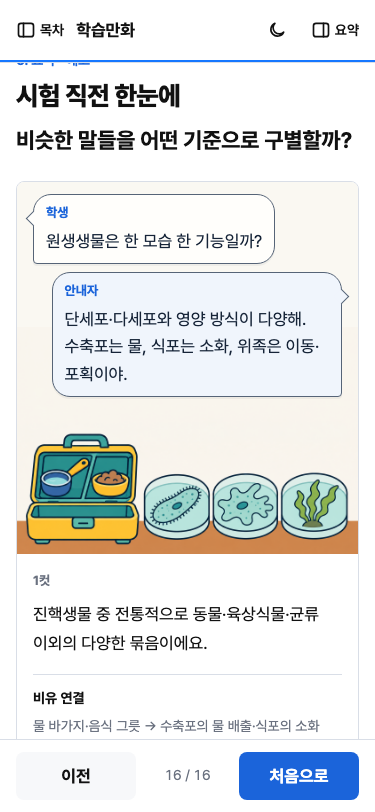 목차 학습만화 요약
시험 직전 한눈에
비슷한 말들을 어떤 기준으로 구별할까?
학생
원생생물은 한 모습 한 기능일까?
안내자
단세포·다세포와 영양 방식이 다양해.
수축포는 물, 식포는 소화, 위족은 이동·
포획이야.
1컷
진핵생물 중 전통적으로 동물·육상식물·균류
이외의 다양한 묶음이에요.
비유 연결
물 바가지·음식 그릇 → 수축포의 물 배출·식포의 소화
이전 16 / 16 처음으로